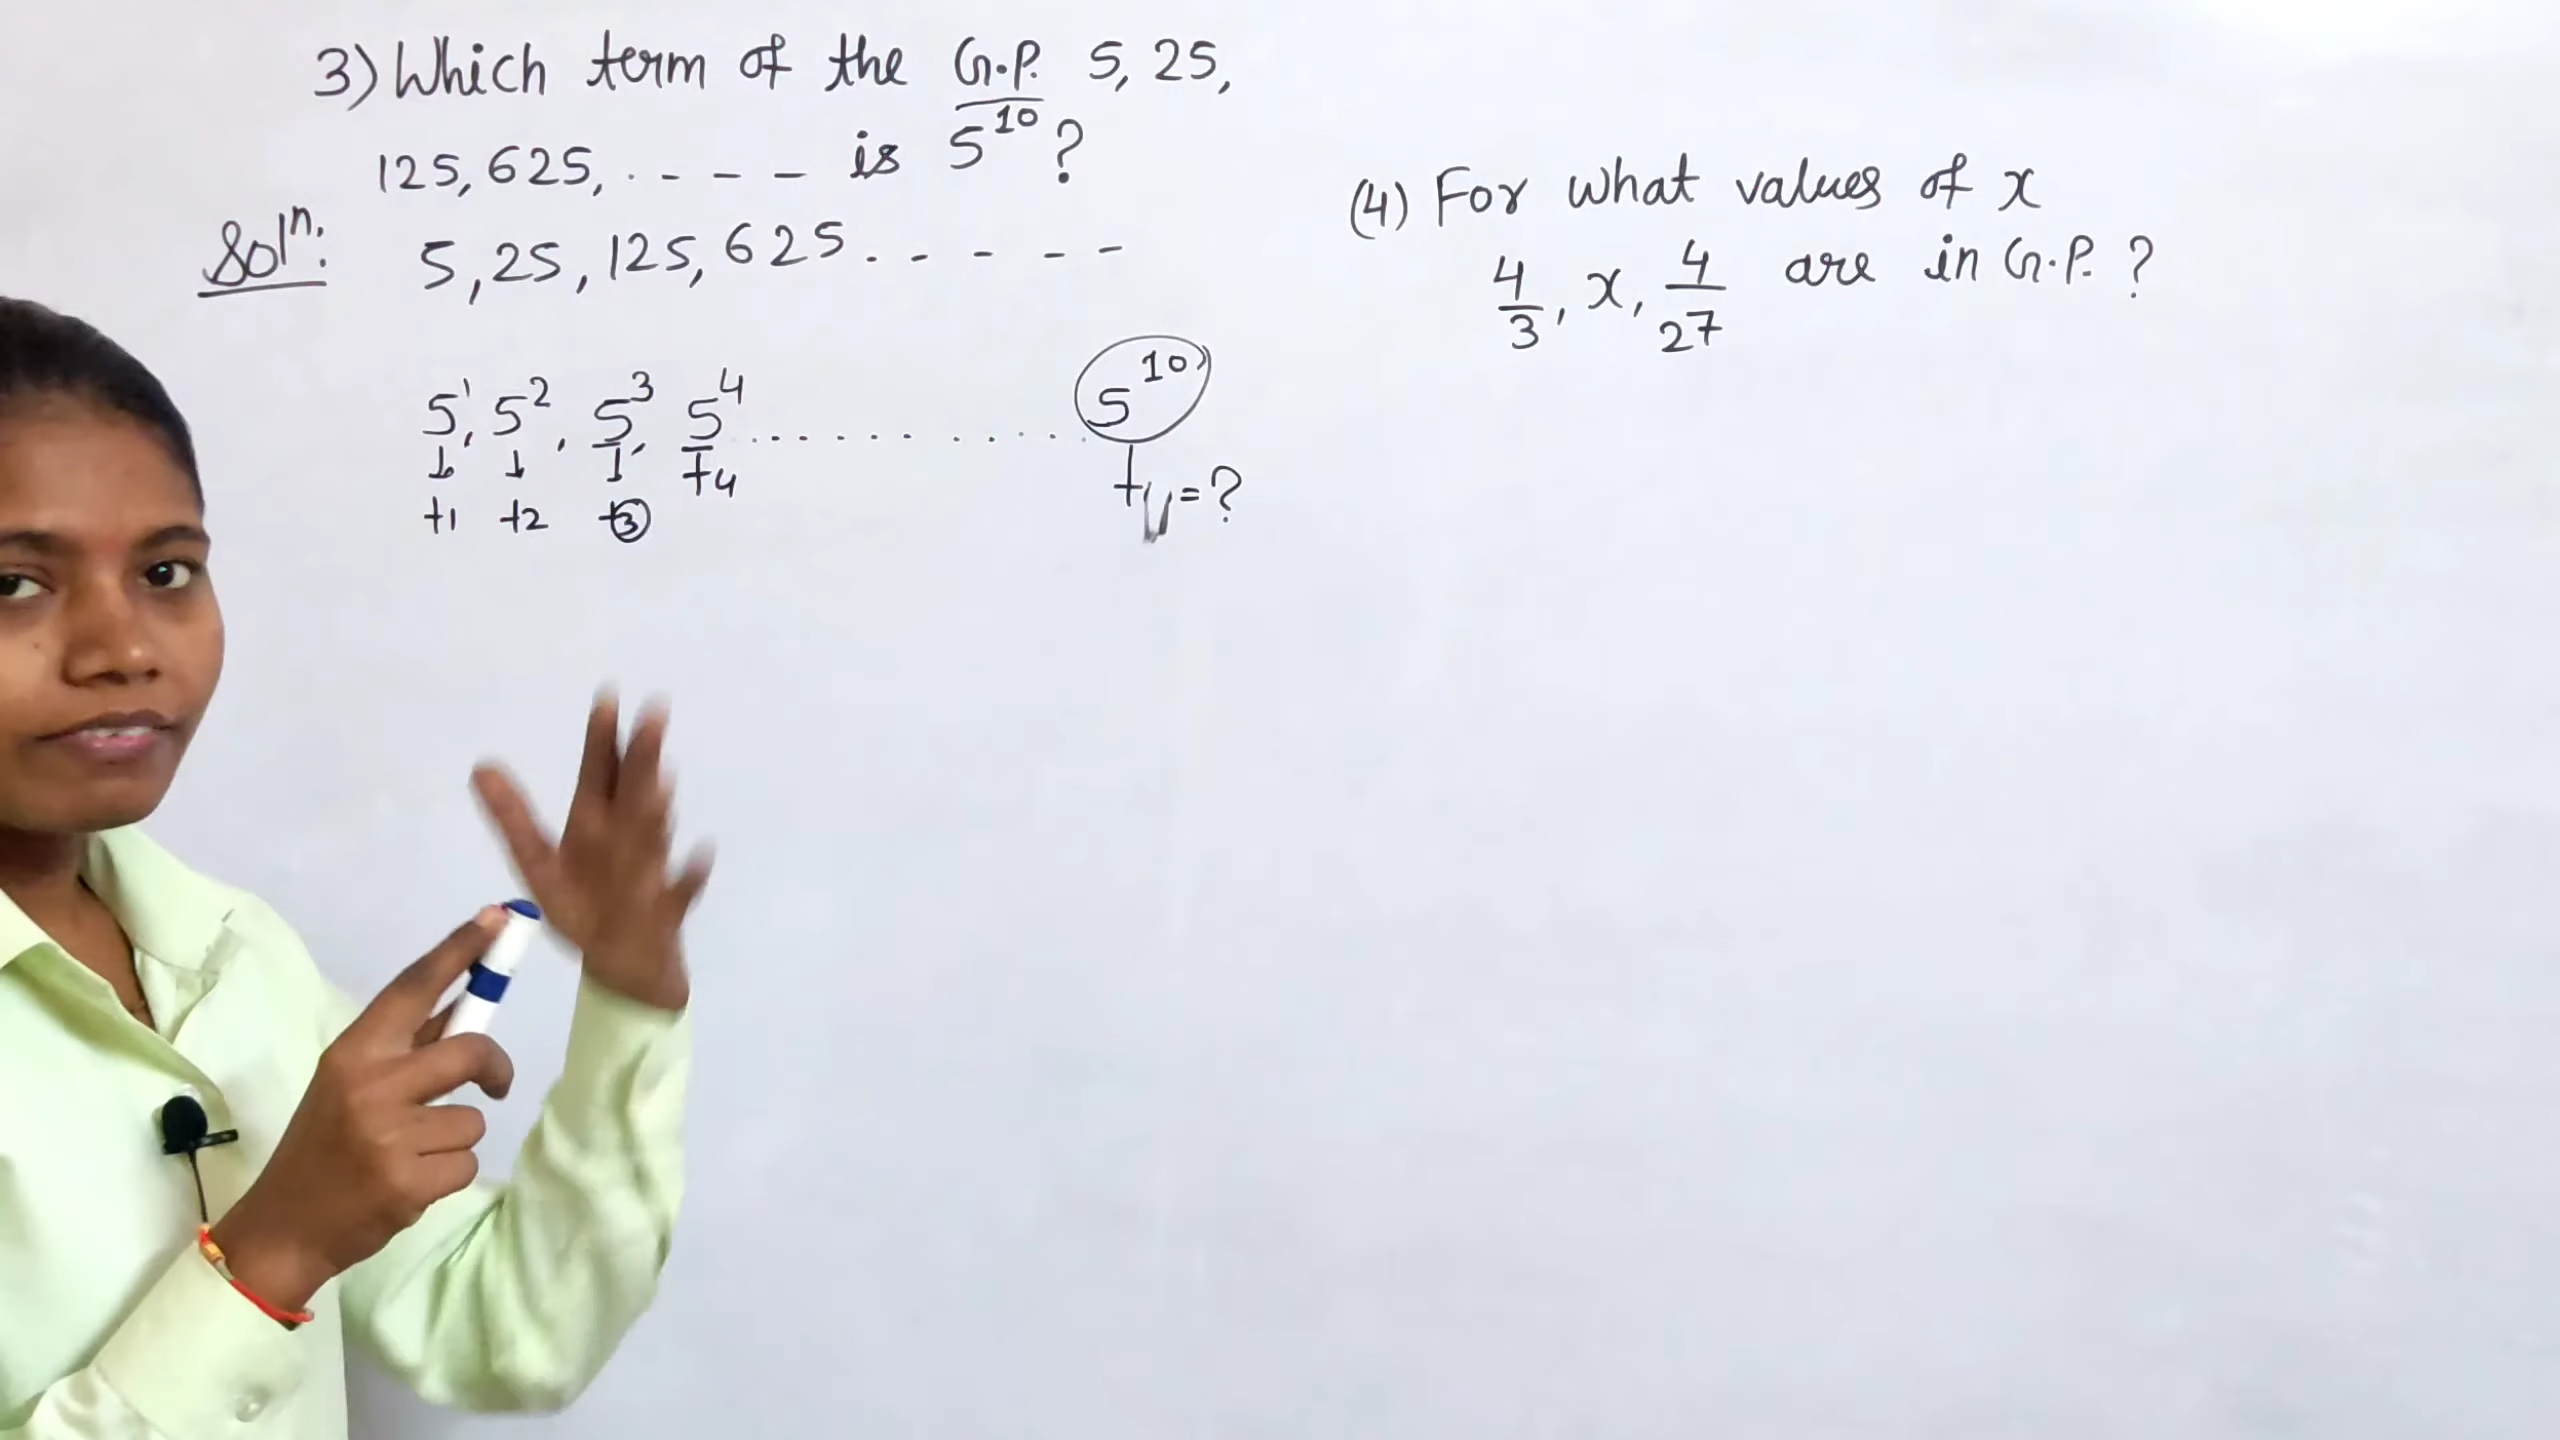 3) Which term of the G.P. 5, 25,
125, 625, . - - - - is 5^10 ?
Solⁿ: 5, 25, 125, 625 . - - - -
5¹, 5², 5³, 5⁴ . . . . . . . . . . 5^10
t1 t2 t3 t4 = ?
(4) For what values of x
4/3, x, 4/27 are in G.P. ?